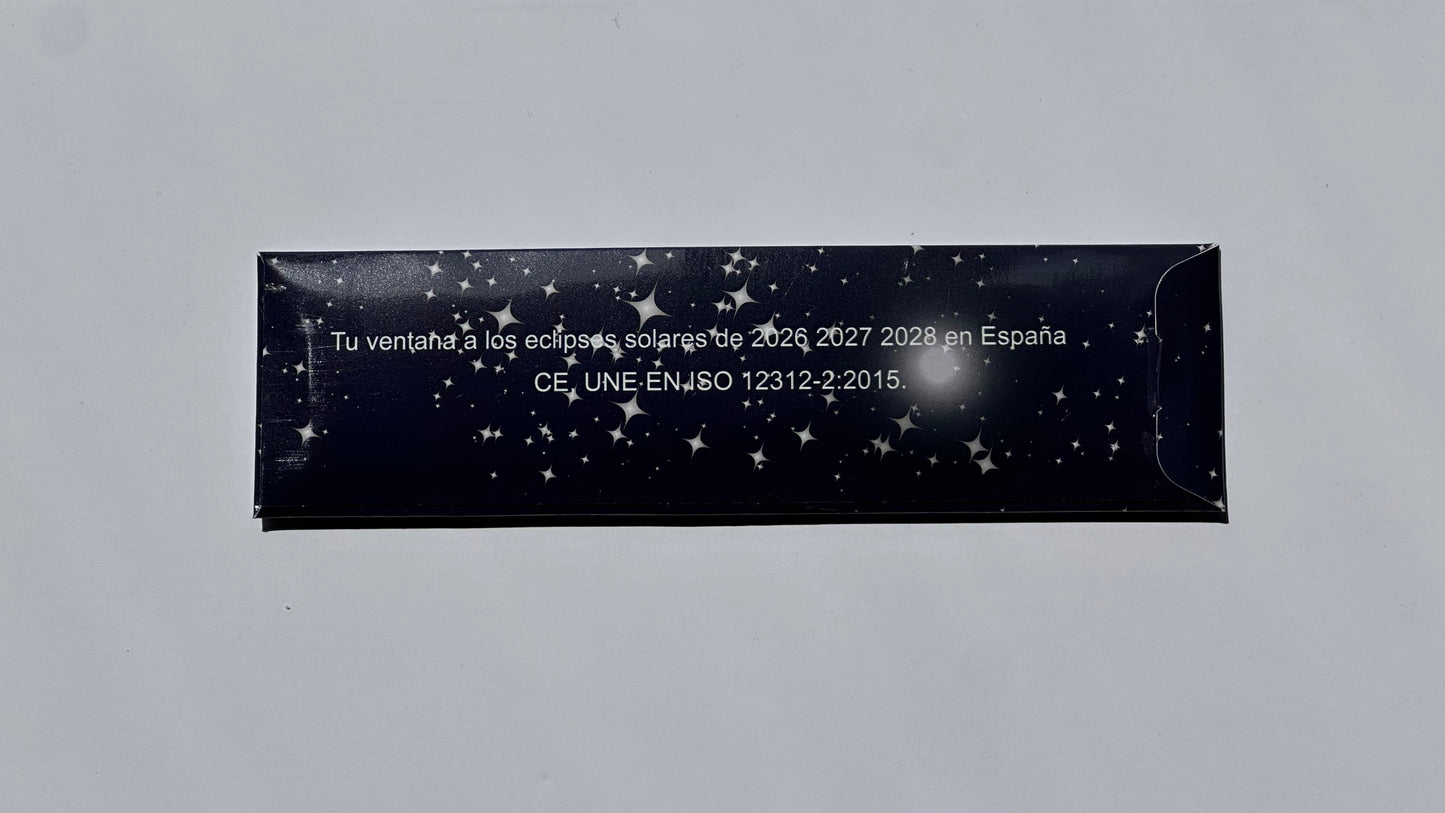 Tu ventana a los eclipses solares de 2026 2027 2028 en España
CE, UNE EN ISO 12312-2:2015.